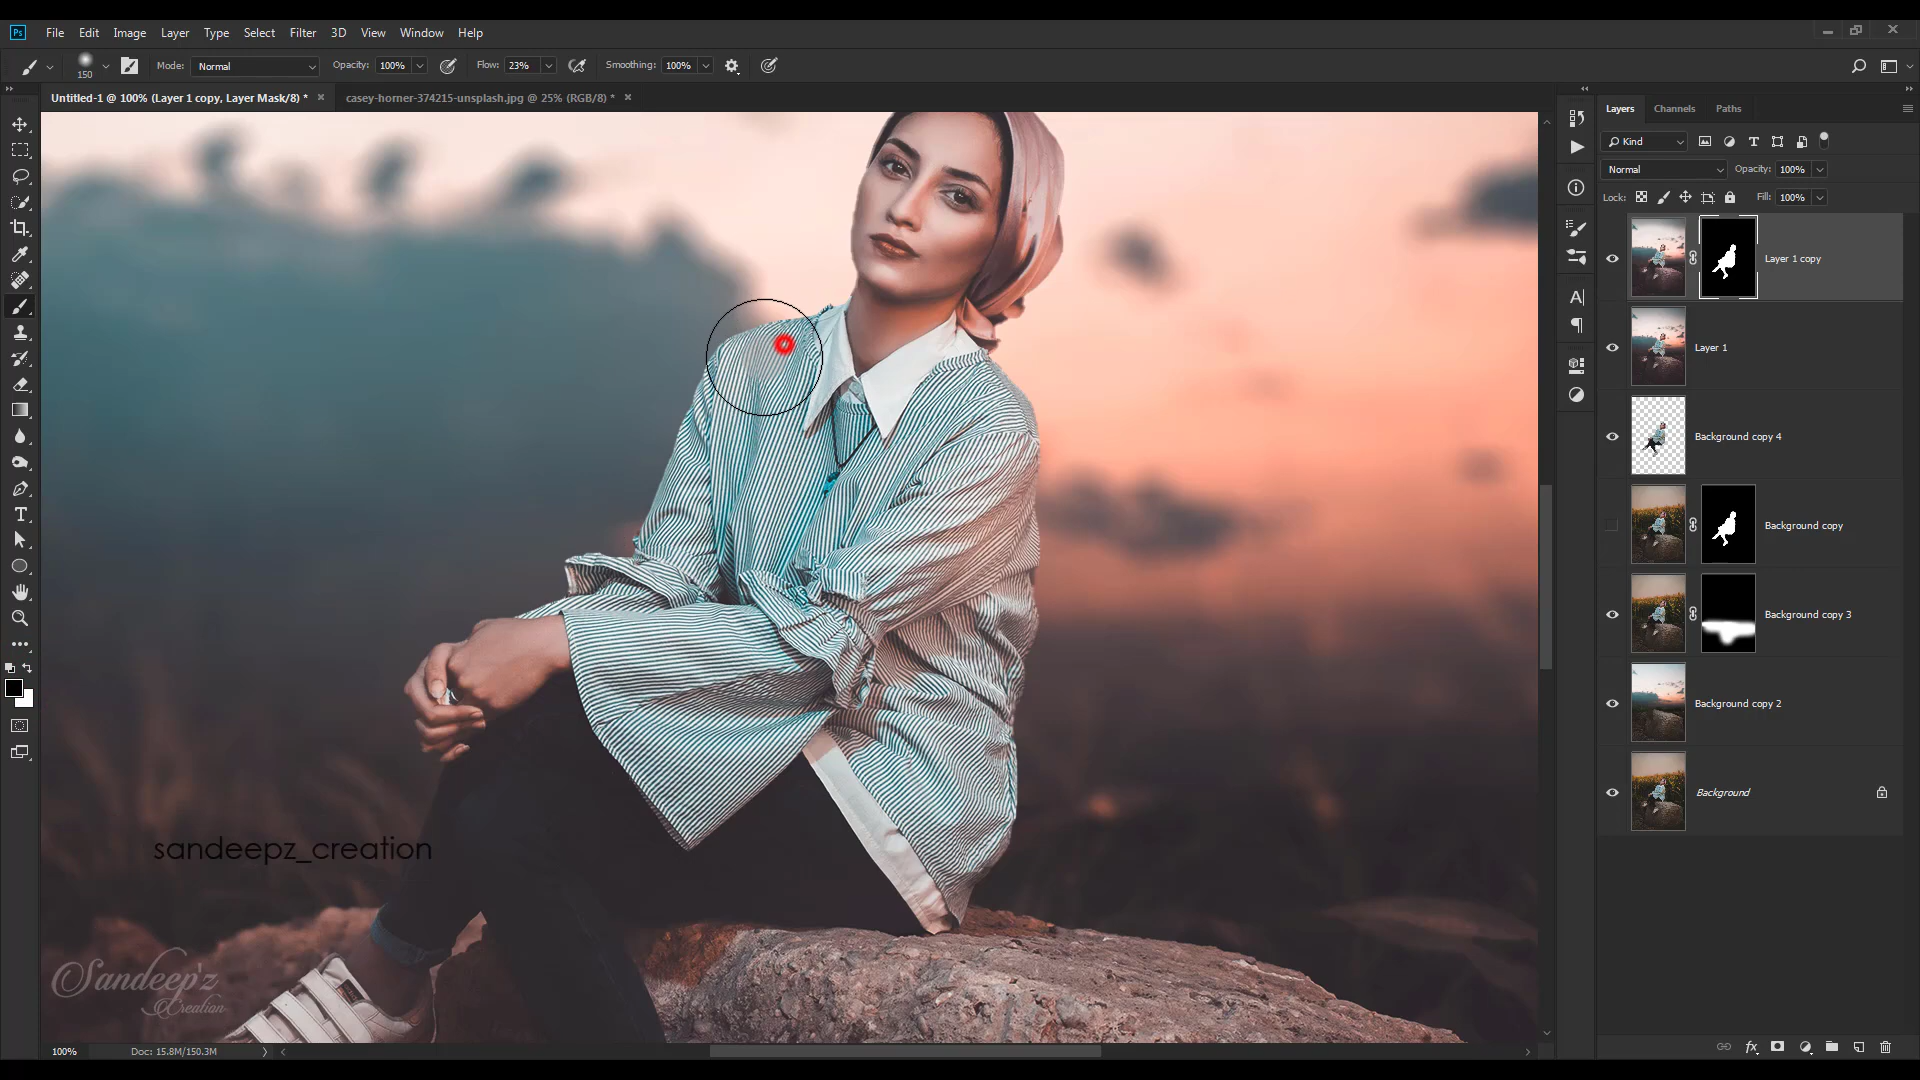 Ps File Edit Image Layer Type Select Filter 3D View Window Help
150 Mode: Normal Opacity: 100% Flow: 23% Smoothing: 100%
Untitled-1 @ 100% (Layer 1 copy, Layer Mask/8) * × casey-horner-374215-unsplash.jpg @ 25% (RGB/8) * ×
Layers Channels Paths
Kind
Normal Opacity: 100%
Lock: Fill: 100%
Layer 1 copy
Layer 1
Background copy 4
Background copy
Background copy 3
Background copy 2
Background
sandeepz_creation
Sandeep'z
Creation
100% Doc: 15.8M/150.3M